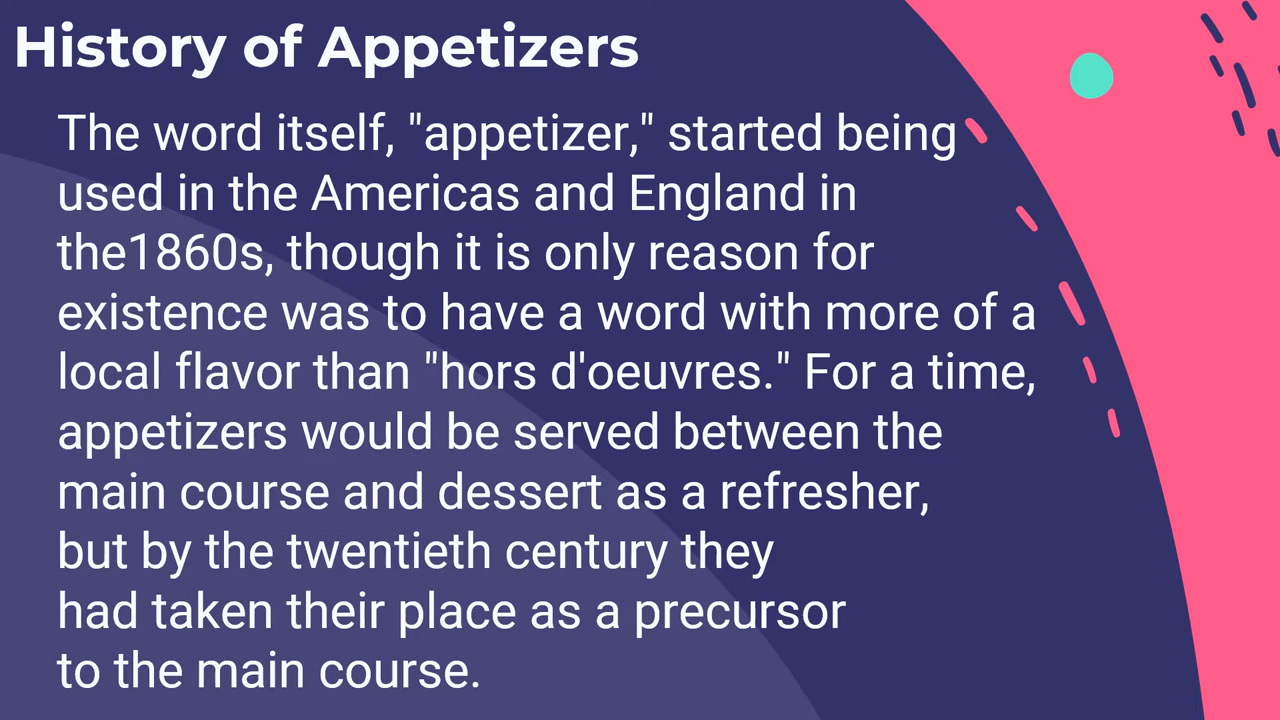 History of Appetizers
The word itself, "appetizer," started being
used in the Americas and England in
the1860s, though it is only reason for
existence was to have a word with more of a
local flavor than "hors d'oeuvres." For a time,
appetizers would be served between the
main course and dessert as a refresher,
but by the twentieth century they
had taken their place as a precursor
to the main course.